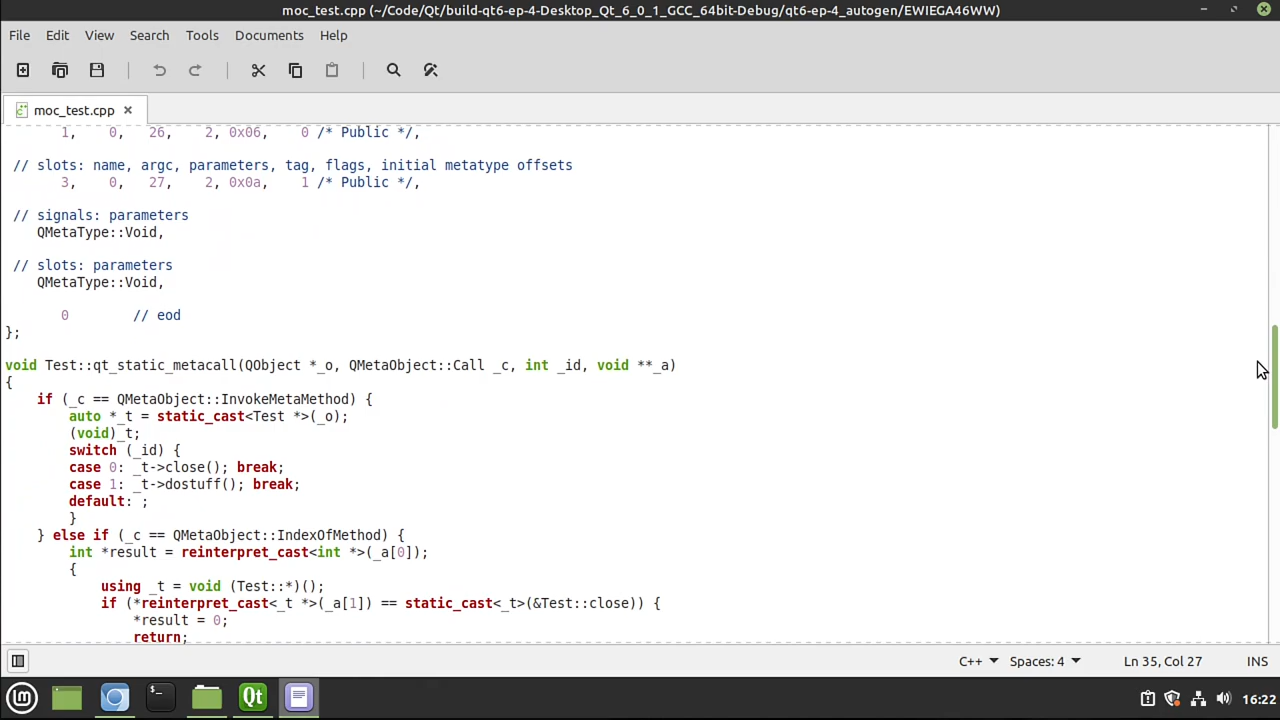 moc_test.cpp (~/Code/Qt/build-qt6-ep-4-Desktop_Qt_6_0_1_GCC_64bit-Debug/qt6-ep-4_autogen/EWIEGA46WW)
File Edit View Search Tools Documents Help
moc_test.cpp
1, 0, 26, 2, 0x06, 0 /* Public */,
// slots: name, argc, parameters, tag, flags, initial metatype offsets
3, 0, 27, 2, 0x0a, 1 /* Public */,
// signals: parameters
QMetaType::Void,
// slots: parameters
QMetaType::Void,
0 // eod
};
void Test::qt_static_metacall(QObject *_o, QMetaObject::Call _c, int _id, void **_a)
{
if (_c == QMetaObject::InvokeMetaMethod) {
auto *_t = static_cast<Test *>(_o);
(void)_t;
switch (_id) {
case 0: _t->close(); break;
case 1: _t->dostuff(); break;
default: ;
}
} else if (_c == QMetaObject::IndexOfMethod) {
int *result = reinterpret_cast<int *>(_a[0]);
{
using _t = void (Test::*)();
if (*reinterpret_cast<_t *>(_a[1]) == static_cast<_t>(&Test::close)) {
*result = 0;
return;
C++ Spaces: 4 Ln 35, Col 27 INS
16:22